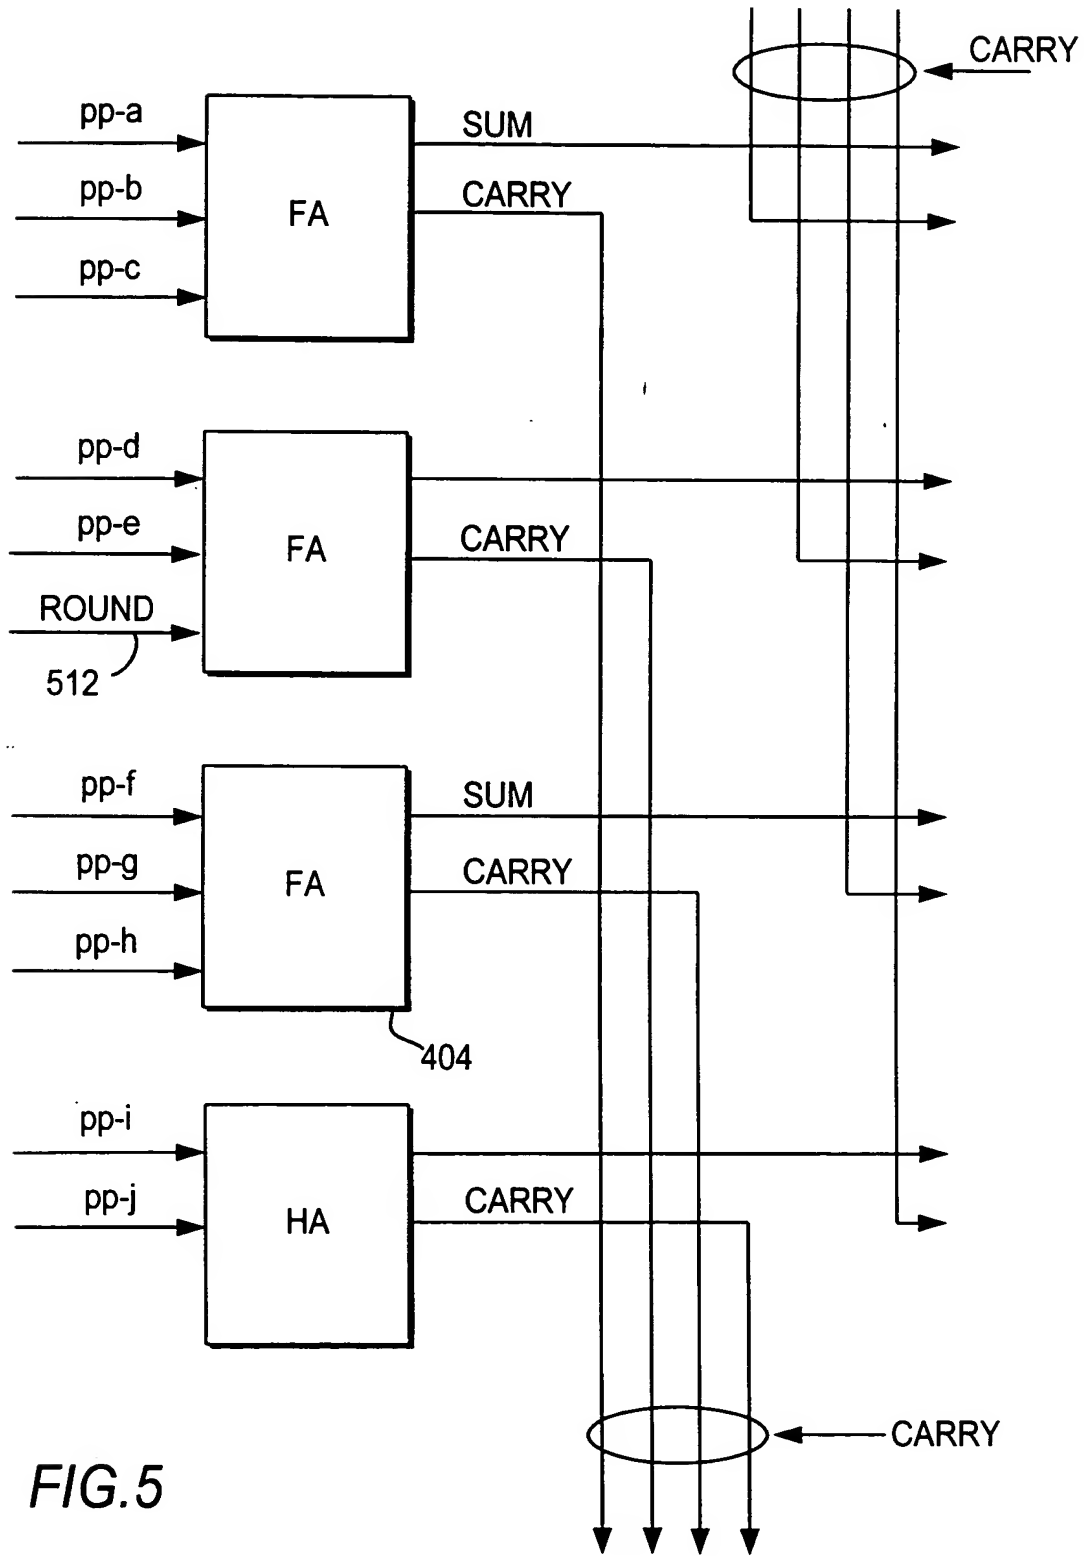 CARRY
pp-a
SUM
pp-b
CARRY
FA
pp-c
pp-d
pp-e
CARRY
FA
ROUND
512
pp-f
SUM
pp-g
CARRY
FA
pp-h
404
pp-i
pp-j
CARRY
HA
CARRY
FIG.5